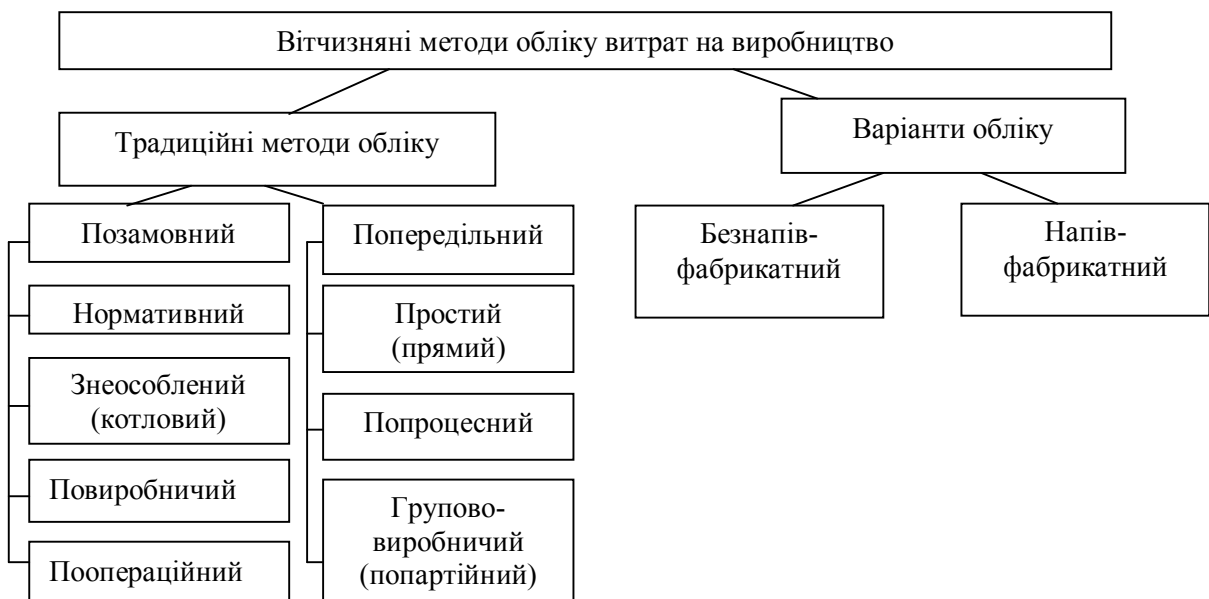 Вітчизняні методи обліку витрат на виробництво
Традиційні методи обліку
Варіанти обліку
Позамовний
Нормативний
Знеособлений
(котловий)
Повиробничий
Поопераційний
Попередільний
Простий
(прямий)
Попроцесний
Групово-
виробничий
(попартійний)
Безнапів-
фабрикатний
Напів-
фабрикатний